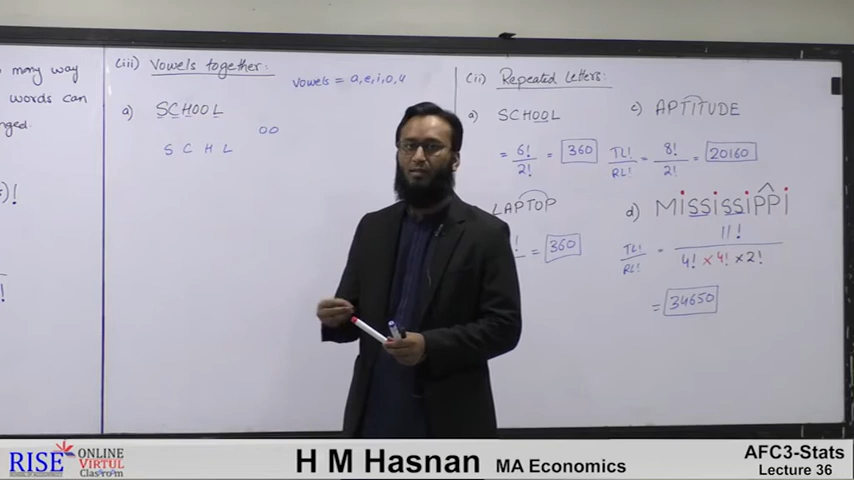 many way
words can
nged.
)!
!
(iii) Vowels together:
vowels = a,e,i,o,u
a) SCHOOL
OO
S C H L
(ii) Repeated letters:
a) SCHOOL
= 6!/2! = 360
LAPTOP
! = 360
c) APTITUDE
TL!/RL! = 8!/2! = 20160
d) MississiPPi
TL!/RL! = 11!/4! × 4! × 2!
= 34650
RISE ONLINE
VIRTUL
Classroom
H M Hasnan MA Economics
AFC3-Stats
Lecture 36